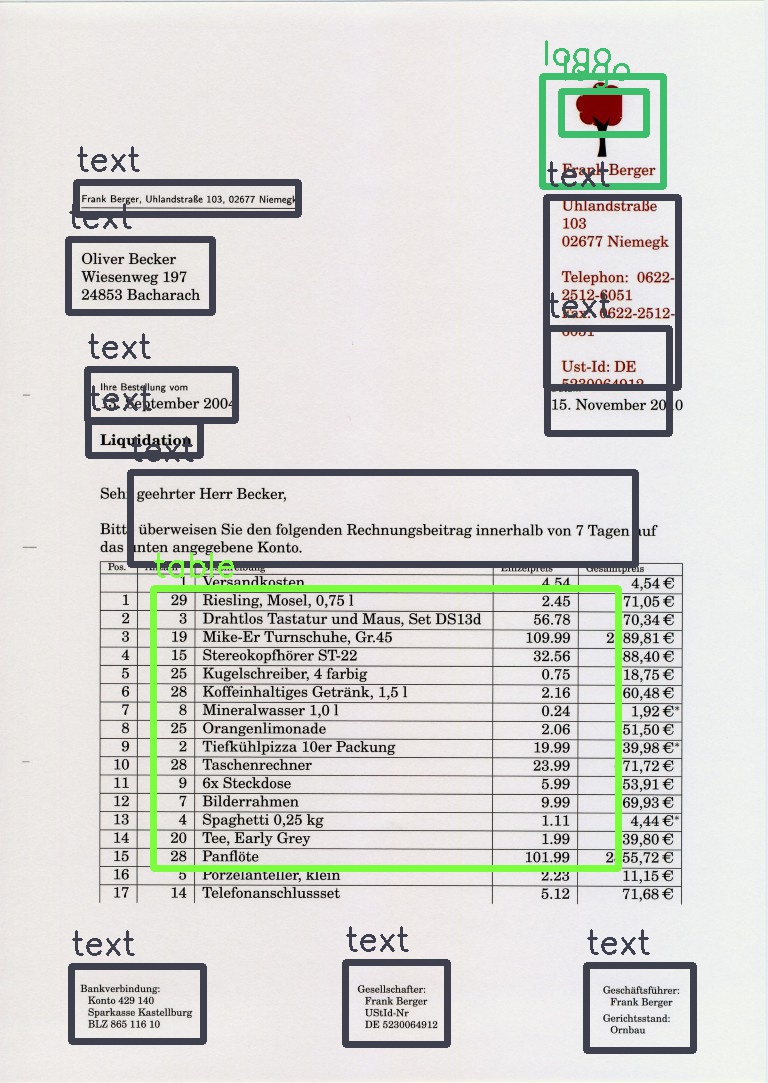 logo
logo
Frank Berger
text
text
Frank Berger, Uhlandstraße 103, 02677 Niemegk
text
Oliver Becker
Wiesenweg 197
24853 Bacharach
Uhlandstraße
103
02677 Niemegk
Telephon: 0622-
2512-6051
Fax: 0622-2512-
6051
text
Ust-Id: DE
5230064912
15. November 2010
text
Ihre Bestellung vom
text
September 2004
Liquidation
text
Sehr geehrter Herr Becker,
Bitte überweisen Sie den folgenden Rechnungsbeitrag innerhalb von 7 Tagen auf
das unten angegebene Konto.
table
Pos. Einzelpreis Gesamtpreis
1 Versandkosten 4.54 4,54 €
1 29 Riesling, Mosel, 0,75 l 2.45 71,05 €
2 3 Drahtlos Tastatur und Maus, Set DS13d 56.78 70,34 €
3 19 Mike-Er Turnschuhe, Gr.45 109.99 89,81 €
4 15 Stereokopfhörer ST-22 32.56 88,40 €
5 25 Kugelschreiber, 4 farbig 0.75 18,75 €
6 28 Koffeinhaltiges Getränk, 1,5 l 2.16 60,48 €
7 8 Mineralwasser 1,0 l 0.24 1,92 €*
8 25 Orangenlimonade 2.06 51,50 €
9 2 Tiefkühlpizza 10er Packung 19.99 39,98 €*
10 28 Taschenrechner 23.99 71,72 €
11 9 6x Steckdose 5.99 53,91 €
12 7 Bilderrahmen 9.99 69,93 €
13 4 Spaghetti 0,25 kg 1.11 4,44 €*
14 20 Tee, Early Grey 1.99 39,80 €
15 28 Panflöte 101.99 55,72 €
16 5 Porzelanteller, klein 2.23 11,15 €
17 14 Telefonanschlussset 5.12 71,68 €
text
Bankverbindung:
Konto 429 140
Sparkasse Kastellburg
BLZ 865 116 10
text
Gesellschafter:
Frank Berger
UStId-Nr
DE 5230064912
text
Geschäftsführer:
Frank Berger
Gerichtsstand:
Ornbau